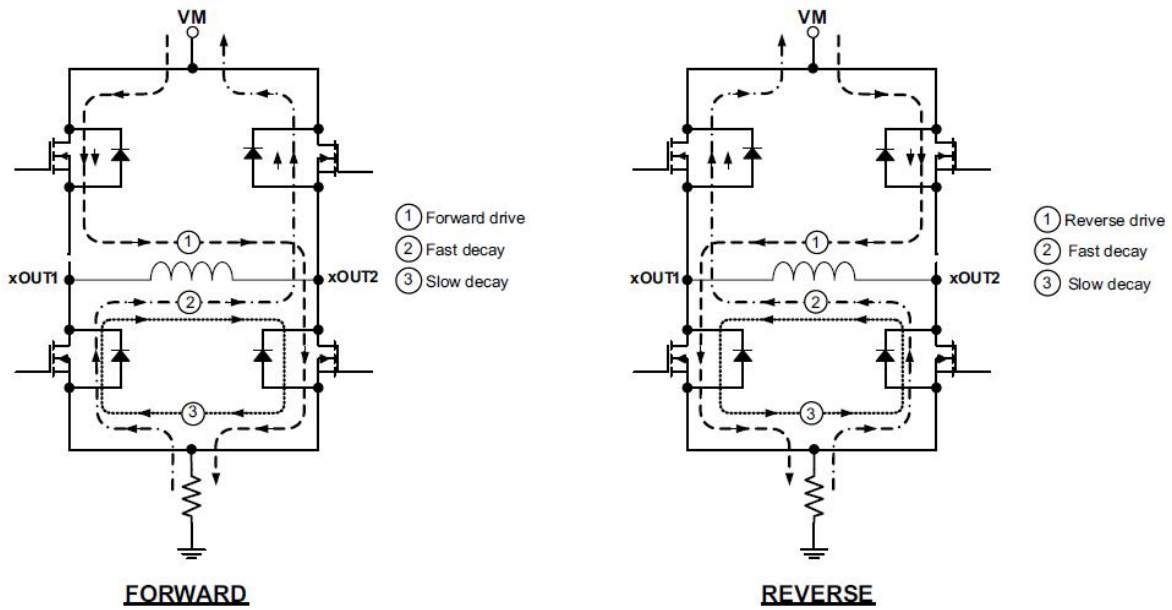 VM
1
xOUT1
xOUT2
2
3
1 Forward drive
2 Fast decay
3 Slow decay
FORWARD
VM
1
xOUT1
xOUT2
2
3
1 Reverse drive
2 Fast decay
3 Slow decay
REVERSE